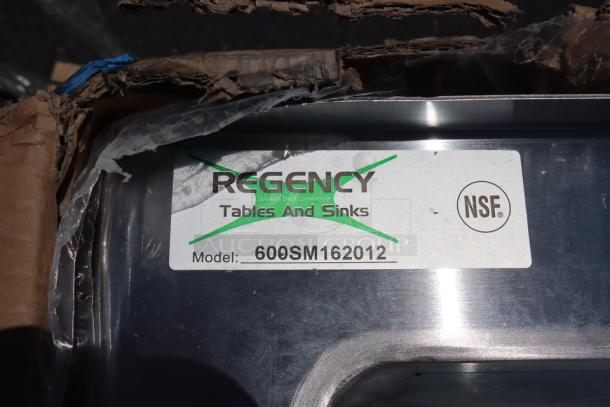 REGENCY
Tables And Sinks
NSF®
Model: 600SM162012